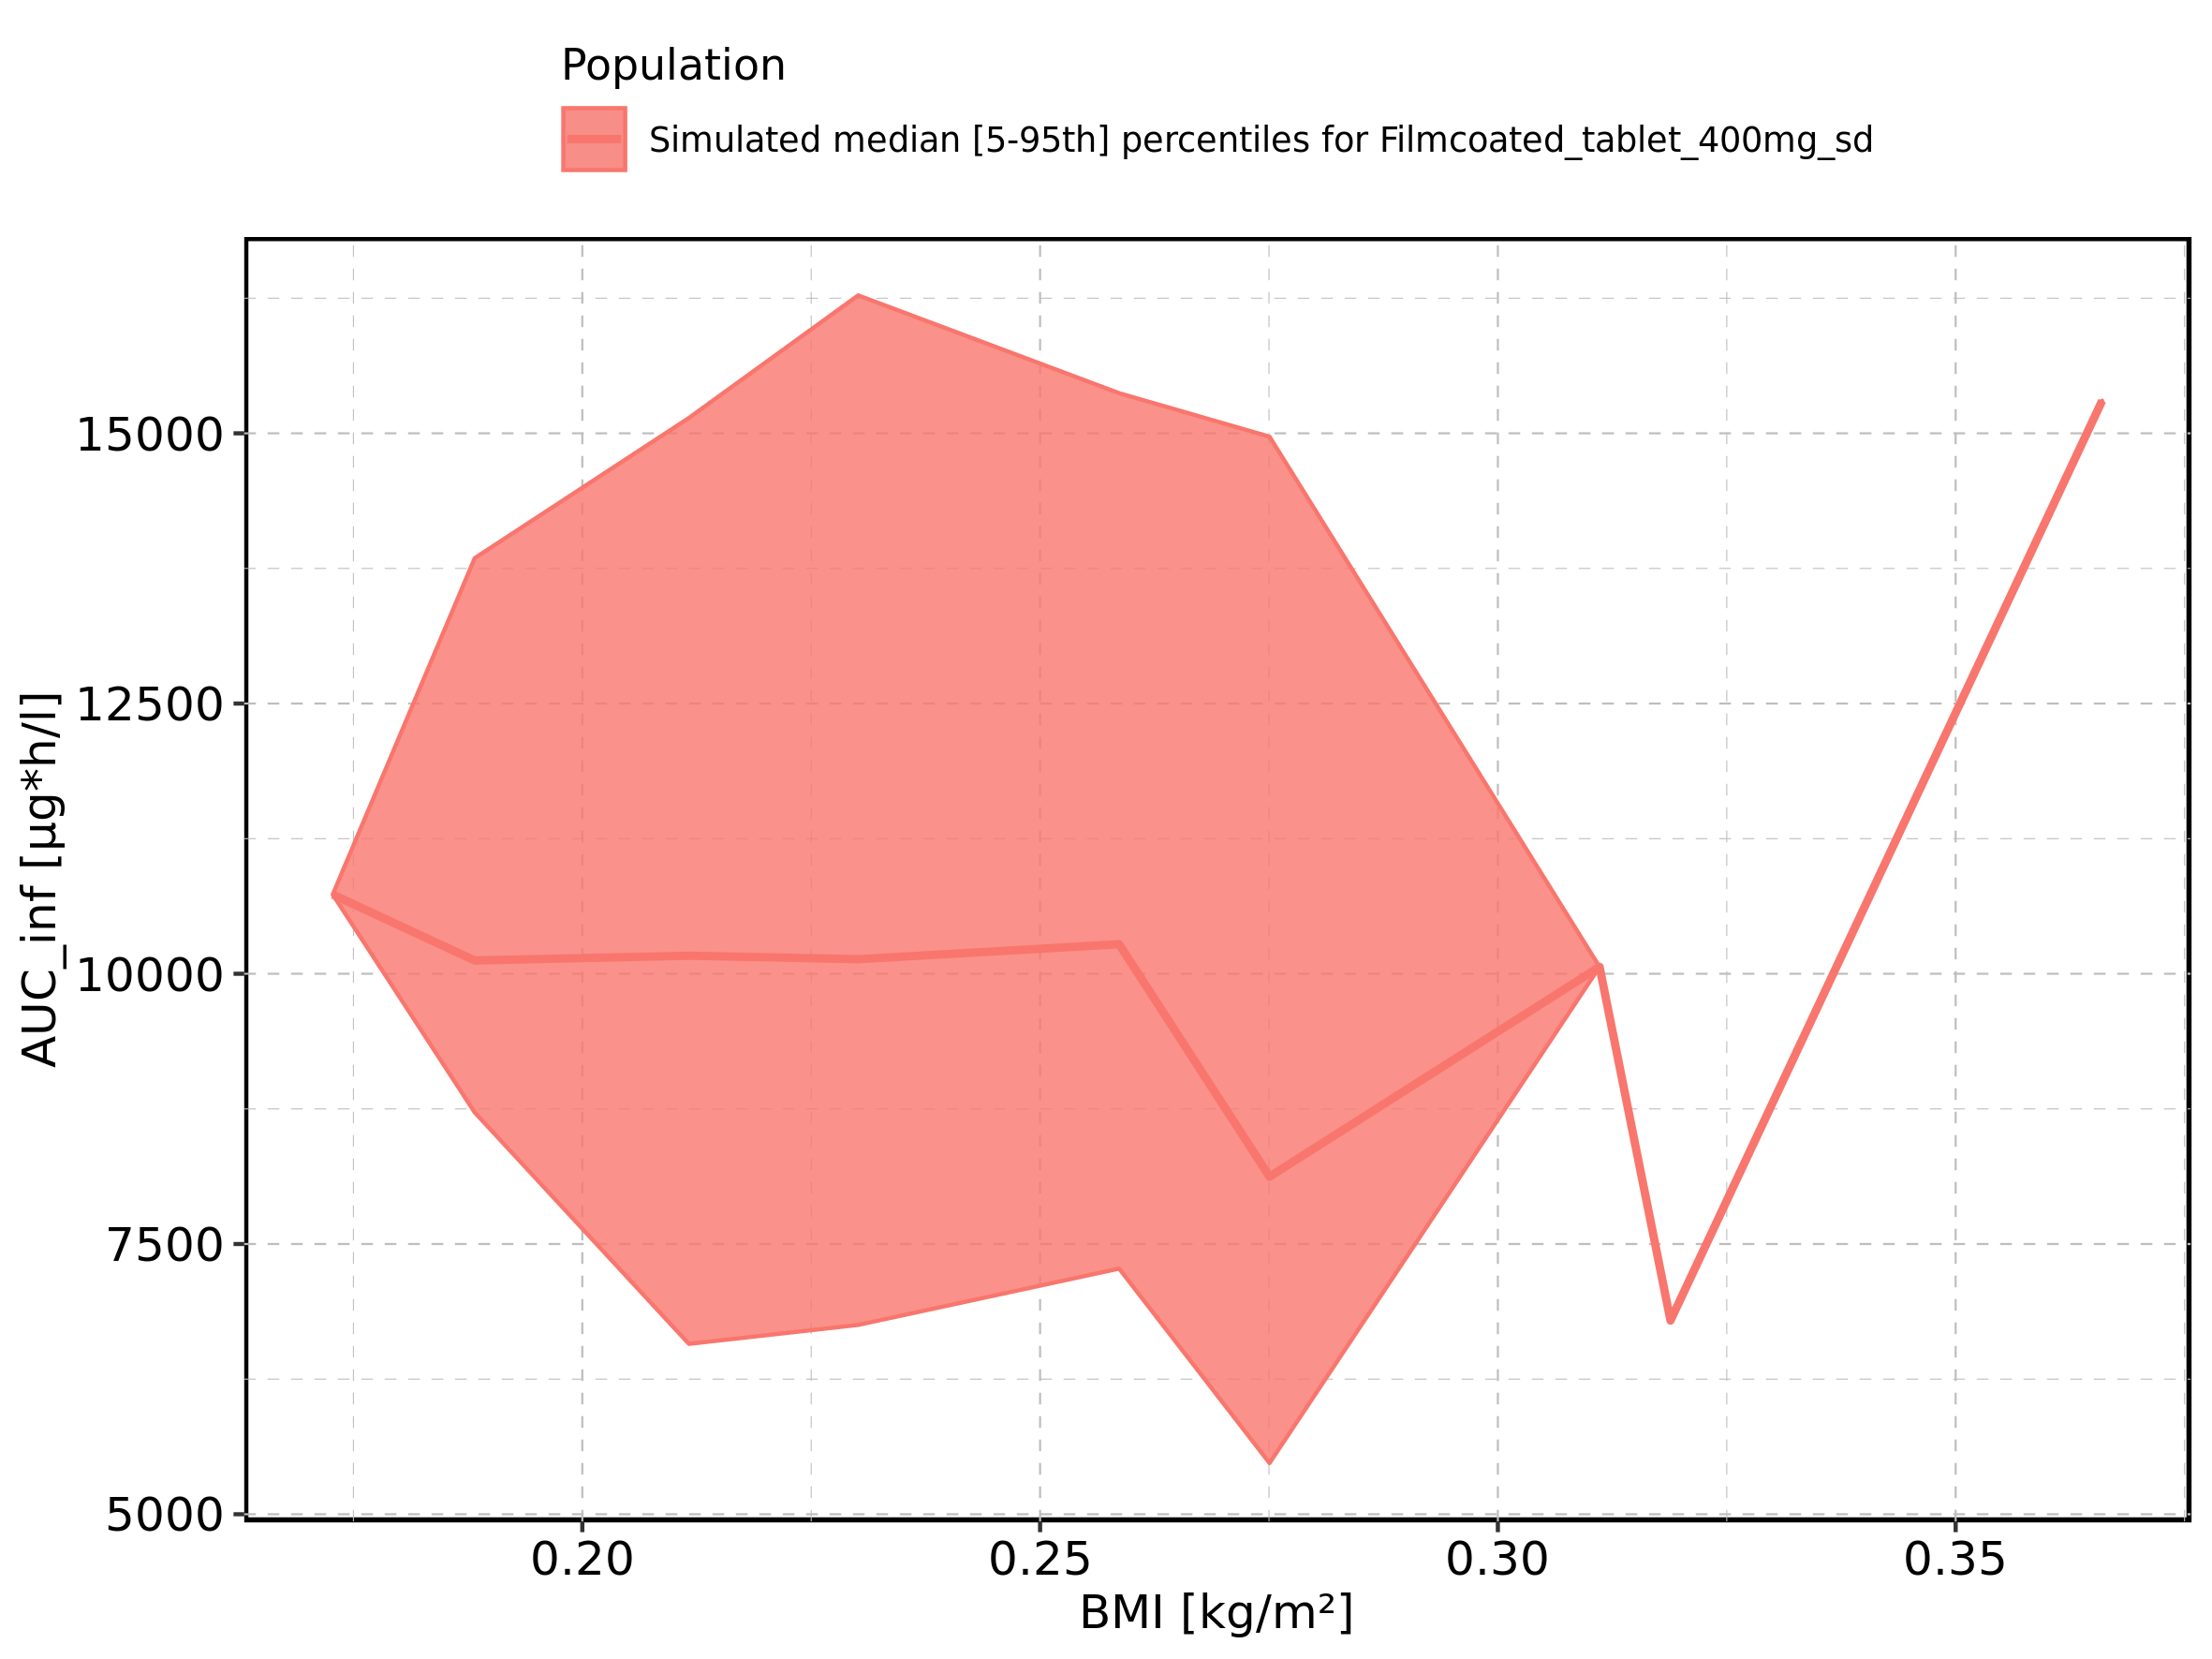 Population
Simulated median [5-95th] percentiles for Filmcoated_tablet_400mg_sd
AUC_inf [µg*h/l]
15000
12500
10000
7500
5000
0.20 0.25 0.30 0.35
BMI [kg/m²]